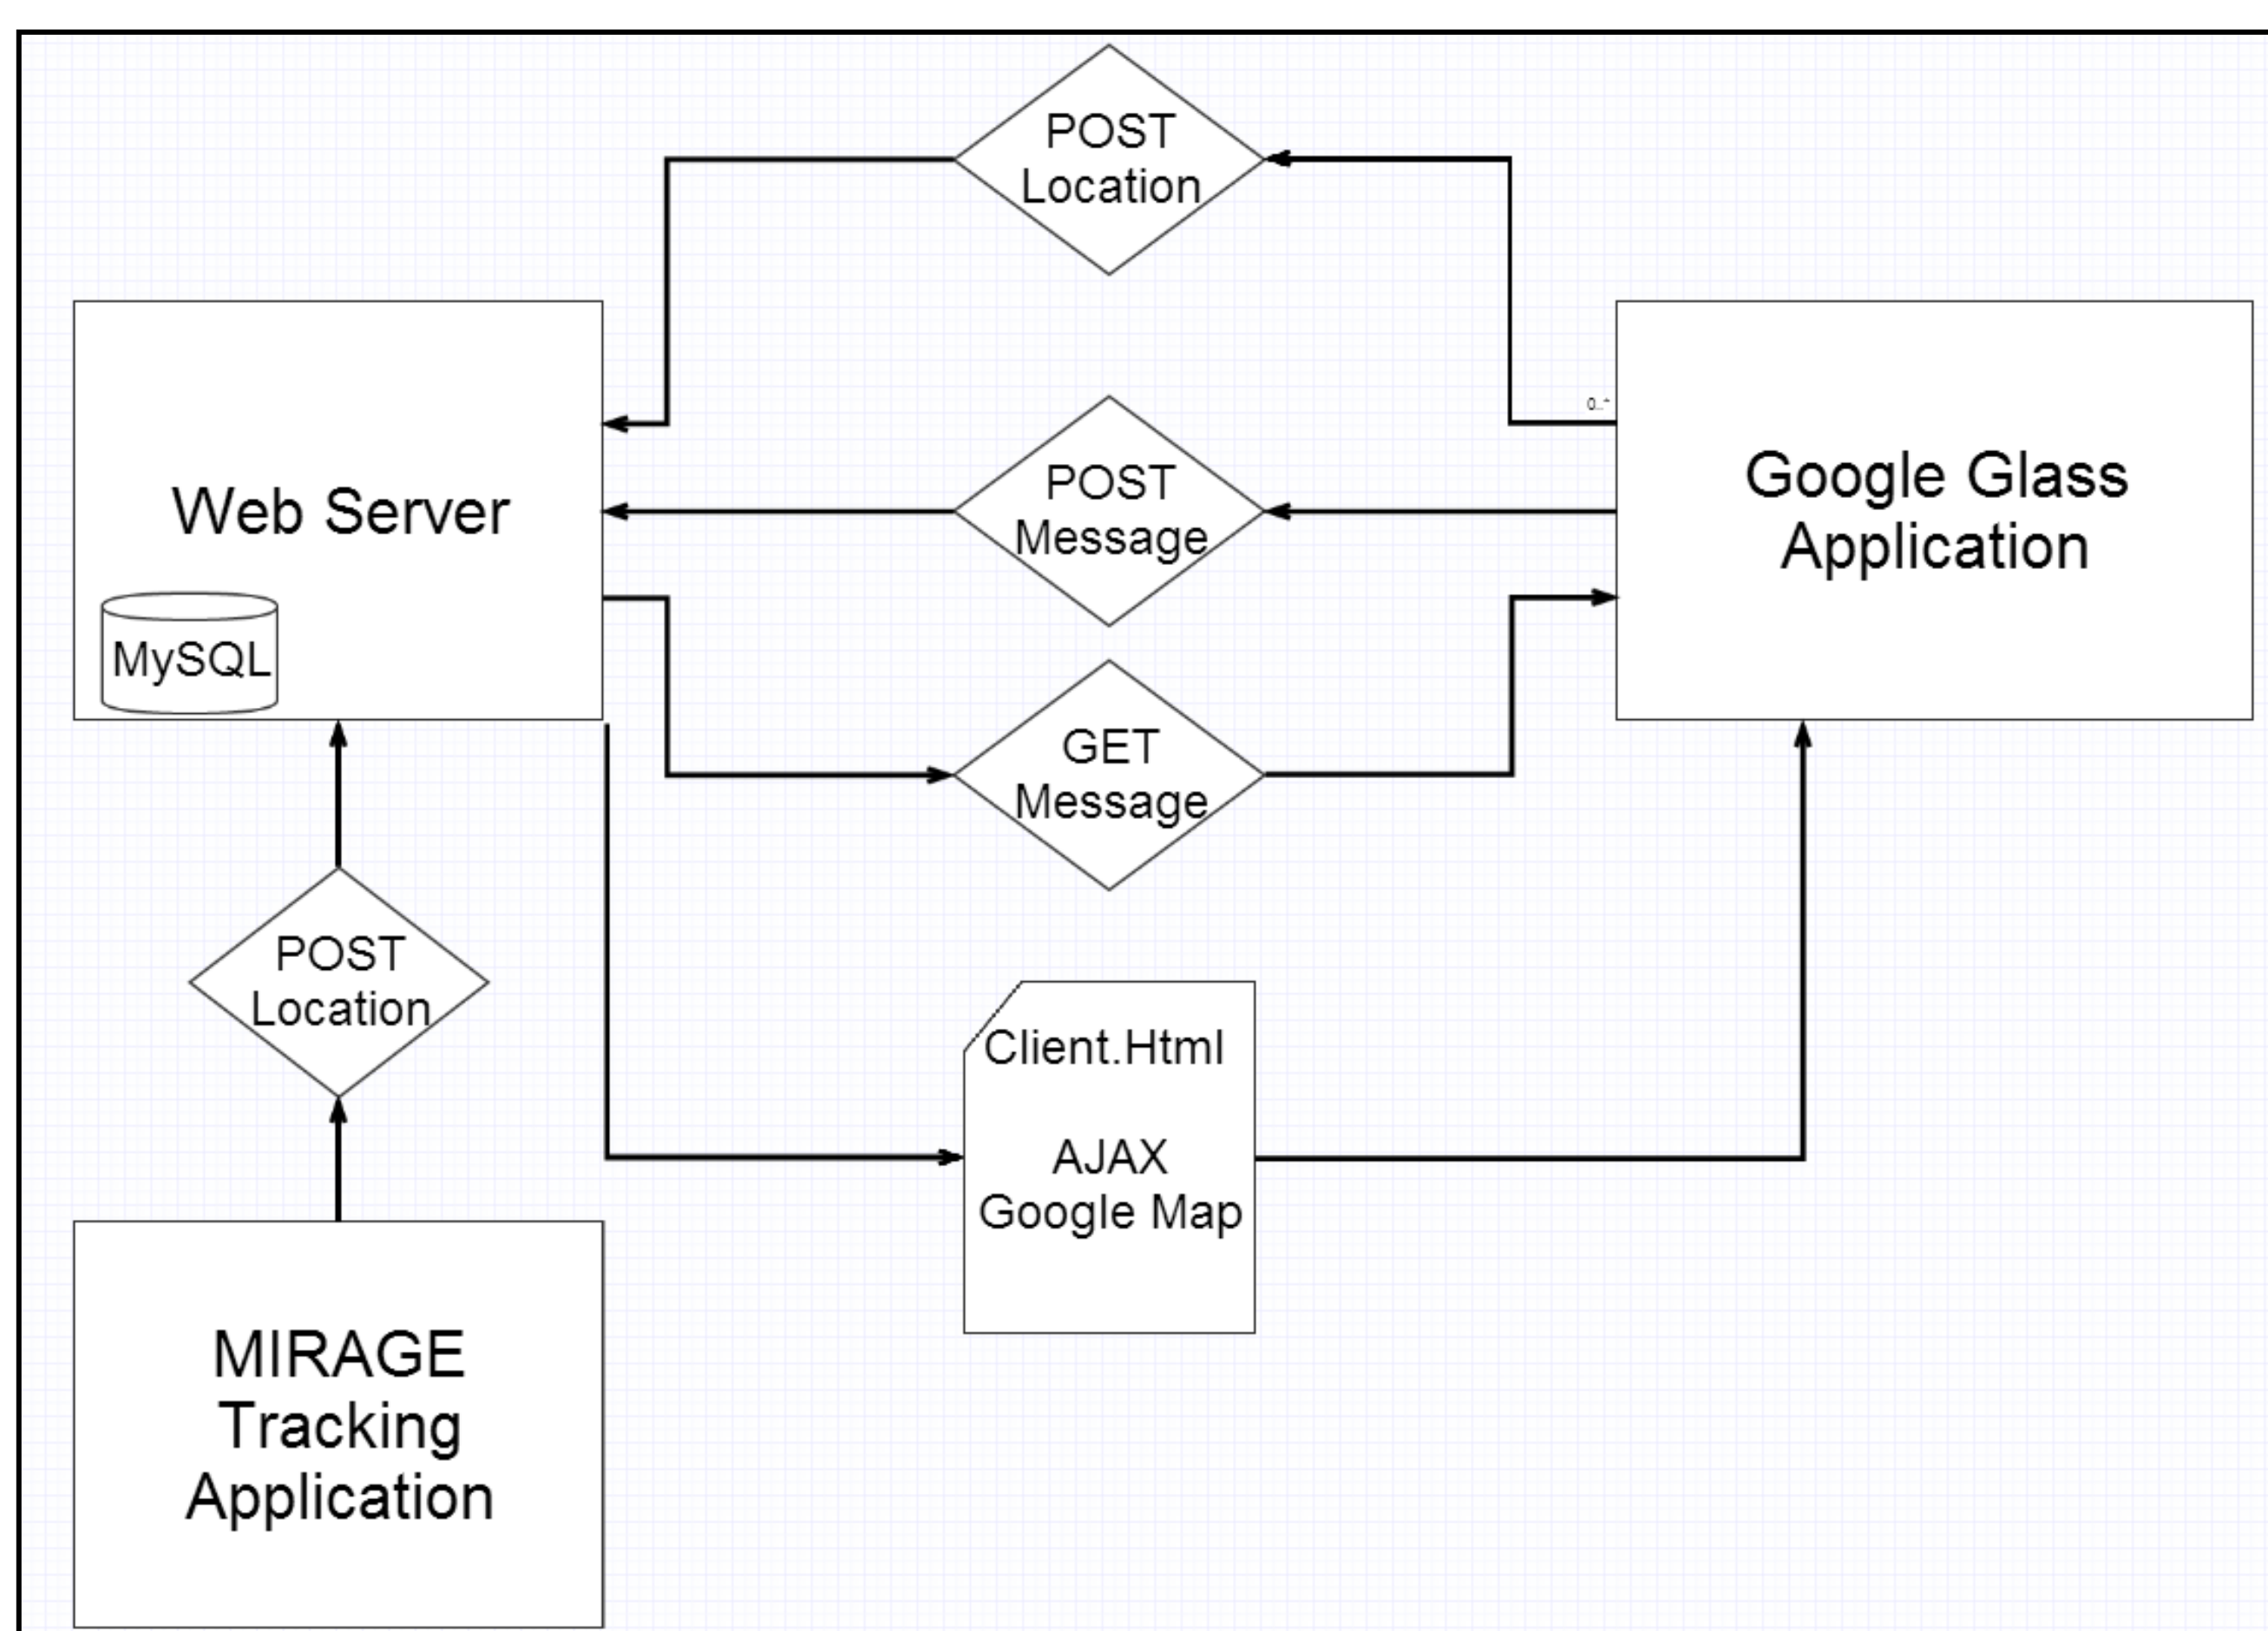 POST
Location
0..*
Web Server
MySQL
POST
Message
Google Glass
Application
GET
Message
POST
Location
Client.Html
AJAX
Google Map
MIRAGE
Tracking
Application